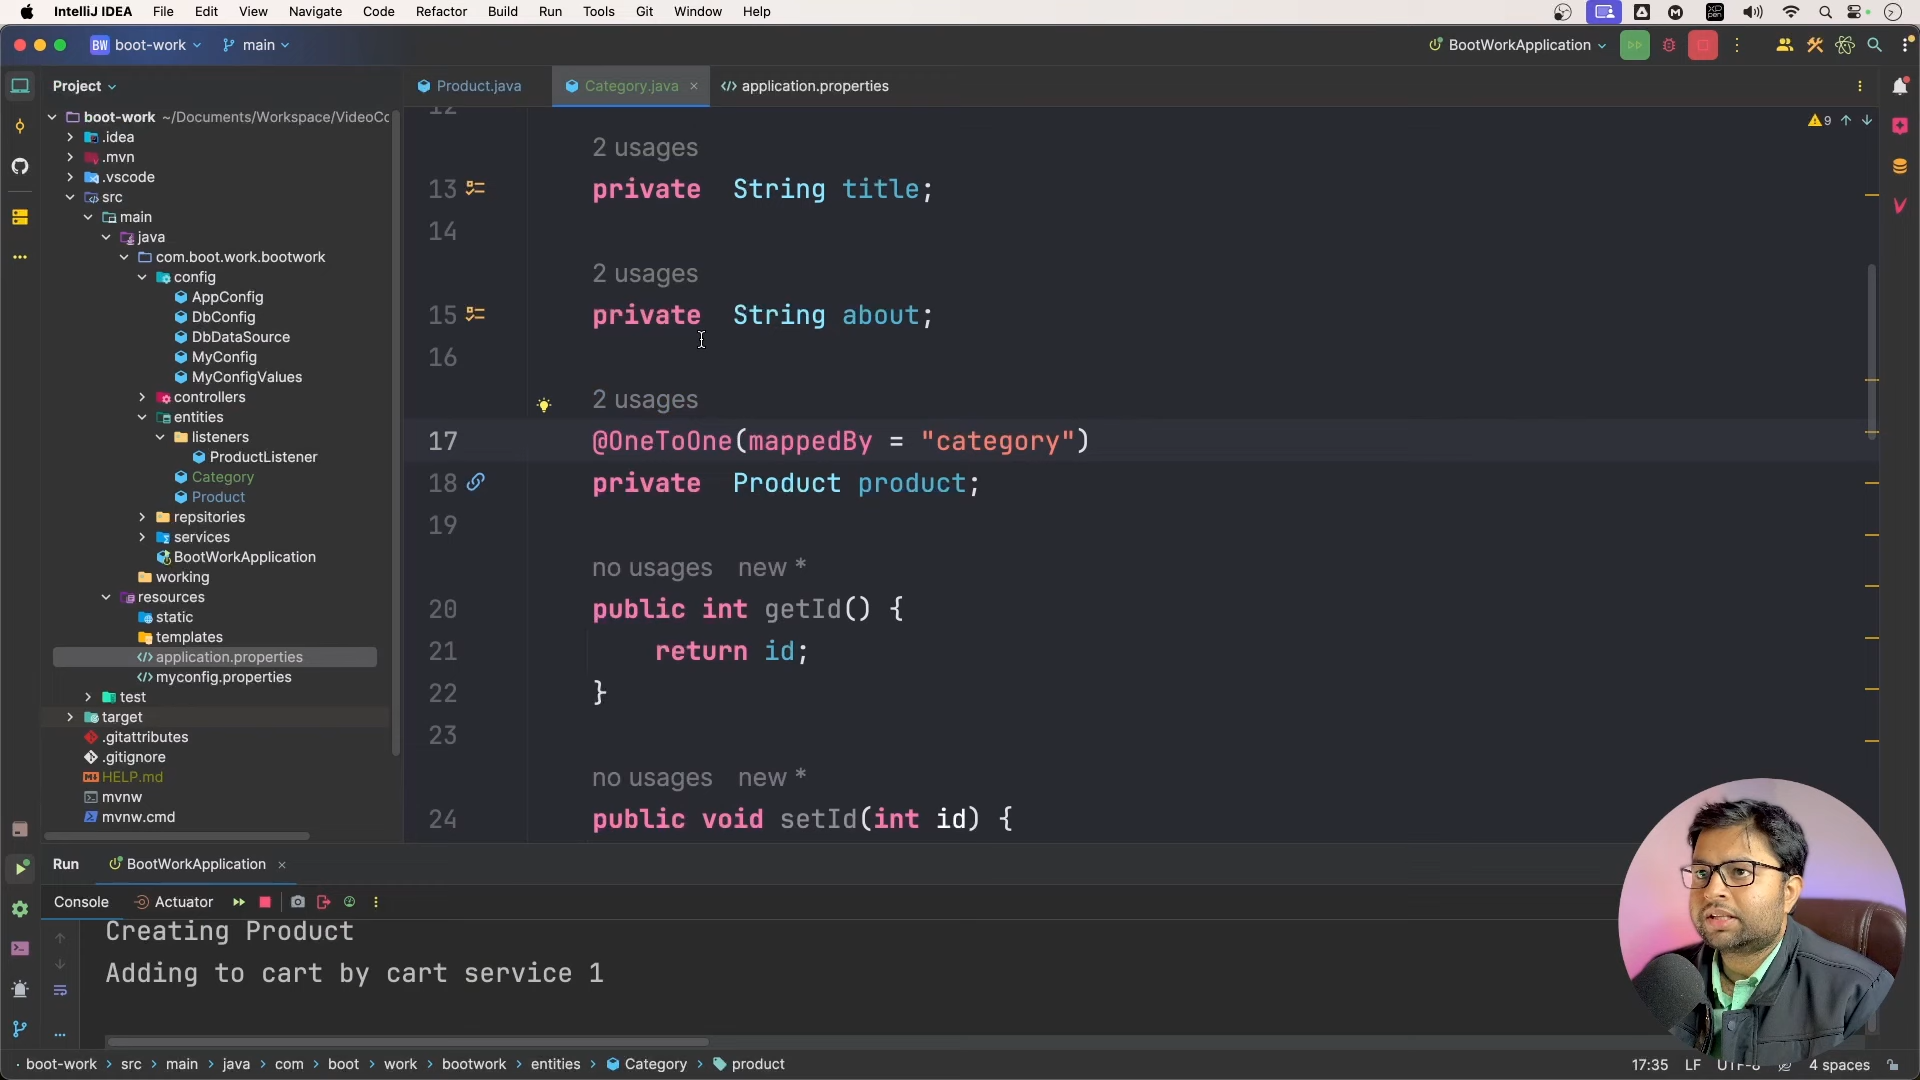 IntelliJ IDEA File Edit View Navigate Code Refactor Build Run Tools Git Window Help
BW boot-work main BootWorkApplication
Project
Product.java Category.java application.properties
boot-work ~/Documents/Workspace/VideoCo
.idea
.mvn
.vscode
src
main
java
com.boot.work.bootwork
config
AppConfig
DbConfig
DbDataSource
MyConfig
MyConfigValues
controllers
entities
listeners
ProductListener
Category
Product
repsitories
services
BootWorkApplication
working
resources
static
templates
application.properties
myconfig.properties
test
target
.gitattributes
.gitignore
HELP.md
mvnw
mvnw.cmd
9
12
2 usages
13 private String title;
14
2 usages
15 private String about;
16
2 usages
17 @OneToOne(mappedBy = "category")
18 private Product product;
19
no usages new *
20 public int getId() {
21 return id;
22 }
23
no usages new *
24 public void setId(int id) {
Run BootWorkApplication
Console Actuator
Creating Product
Adding to cart by cart service 1
boot-work > src > main > java > com > boot > work > bootwork > entities > Category > product 17:35 LF UTF-8 4 spaces